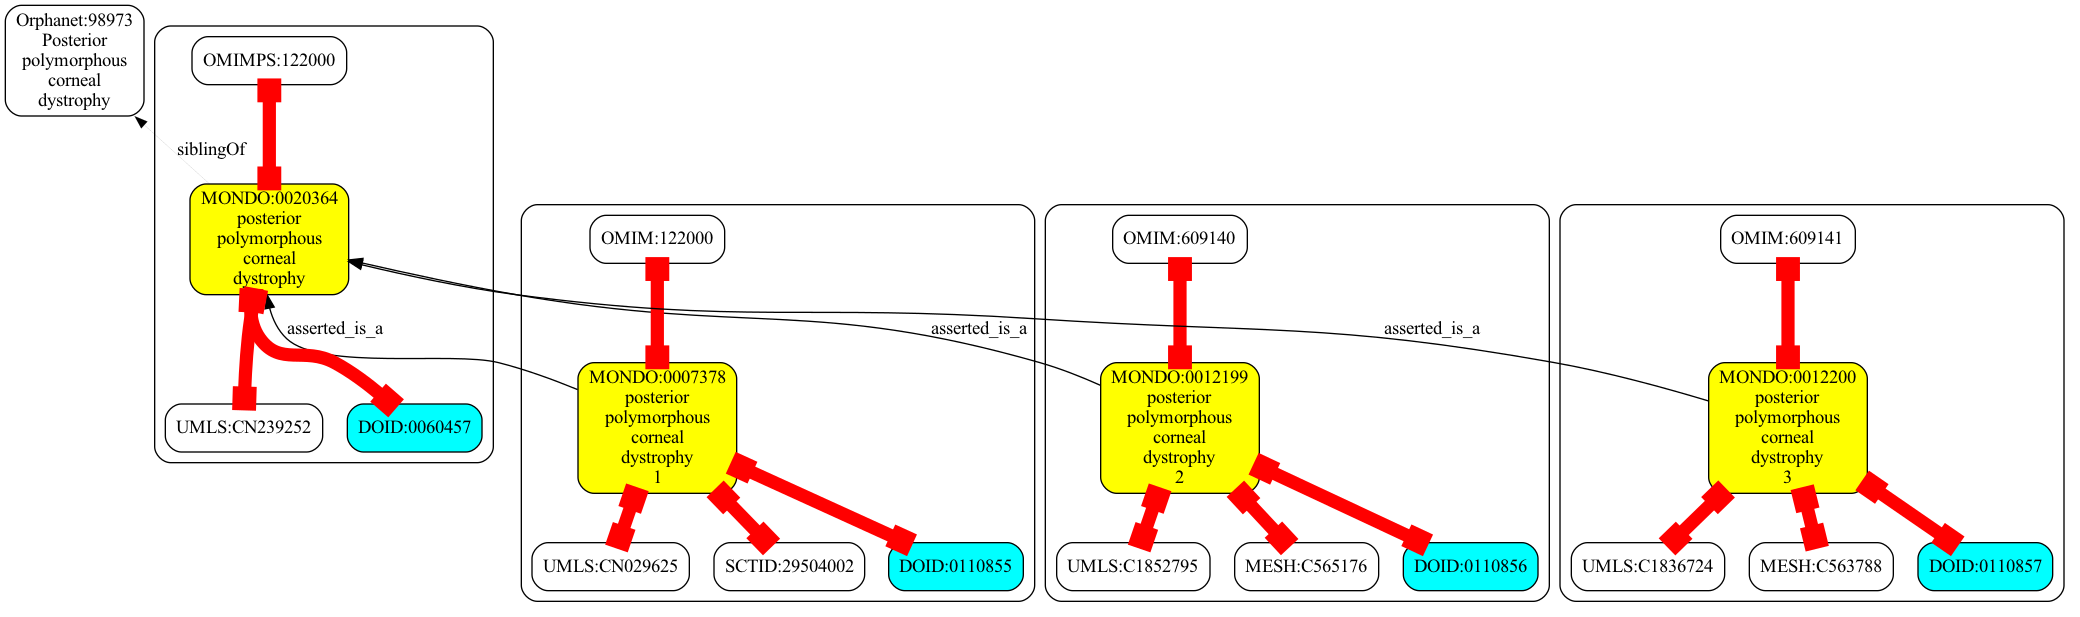 Orphanet:98973
Posterior
polymorphous
corneal
dystrophy
OMIMPS:122000
siblingOf
MONDO:0020364
posterior
polymorphous
corneal
dystrophy
asserted_is_a
UMLS:CN239252
DOID:0060457
OMIM:122000
MONDO:0007378
posterior
polymorphous
corneal
dystrophy
1
UMLS:CN029625
SCTID:29504002
DOID:0110855
asserted_is_a
OMIM:609140
MONDO:0012199
posterior
polymorphous
corneal
dystrophy
2
UMLS:C1852795
MESH:C565176
DOID:0110856
asserted_is_a
OMIM:609141
MONDO:0012200
posterior
polymorphous
corneal
dystrophy
3
UMLS:C1836724
MESH:C563788
DOID:0110857